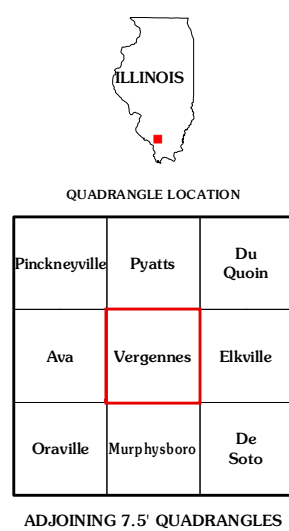 ILLINOIS
QUADRANGLE LOCATION
Pinckneyville Pyatts Du Quoin
Ava Vergennes Elkville
Oraville Murphysboro De Soto
ADJOINING 7.5' QUADRANGLES